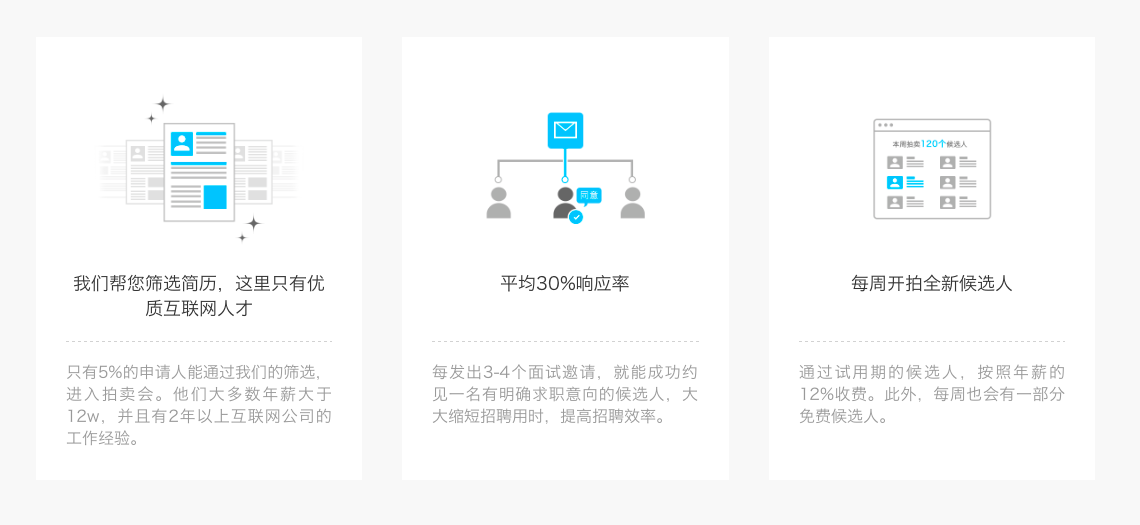 同意
本周拍卖120个候选人
我们帮您筛选简历，这里只有优
质互联网人才
只有5%的申请人能通过我们的筛选，
进入拍卖会。他们大多数年薪大于
12w，并且有2年以上互联网公司的
工作经验。
平均30%响应率
每发出3-4个面试邀请，就能成功约
见一名有明确求职意向的候选人，大
大缩短招聘用时，提高招聘效率。
每周开拍全新候选人
通过试用期的候选人，按照年薪的
12%收费。此外，每周也会有一部分
免费候选人。